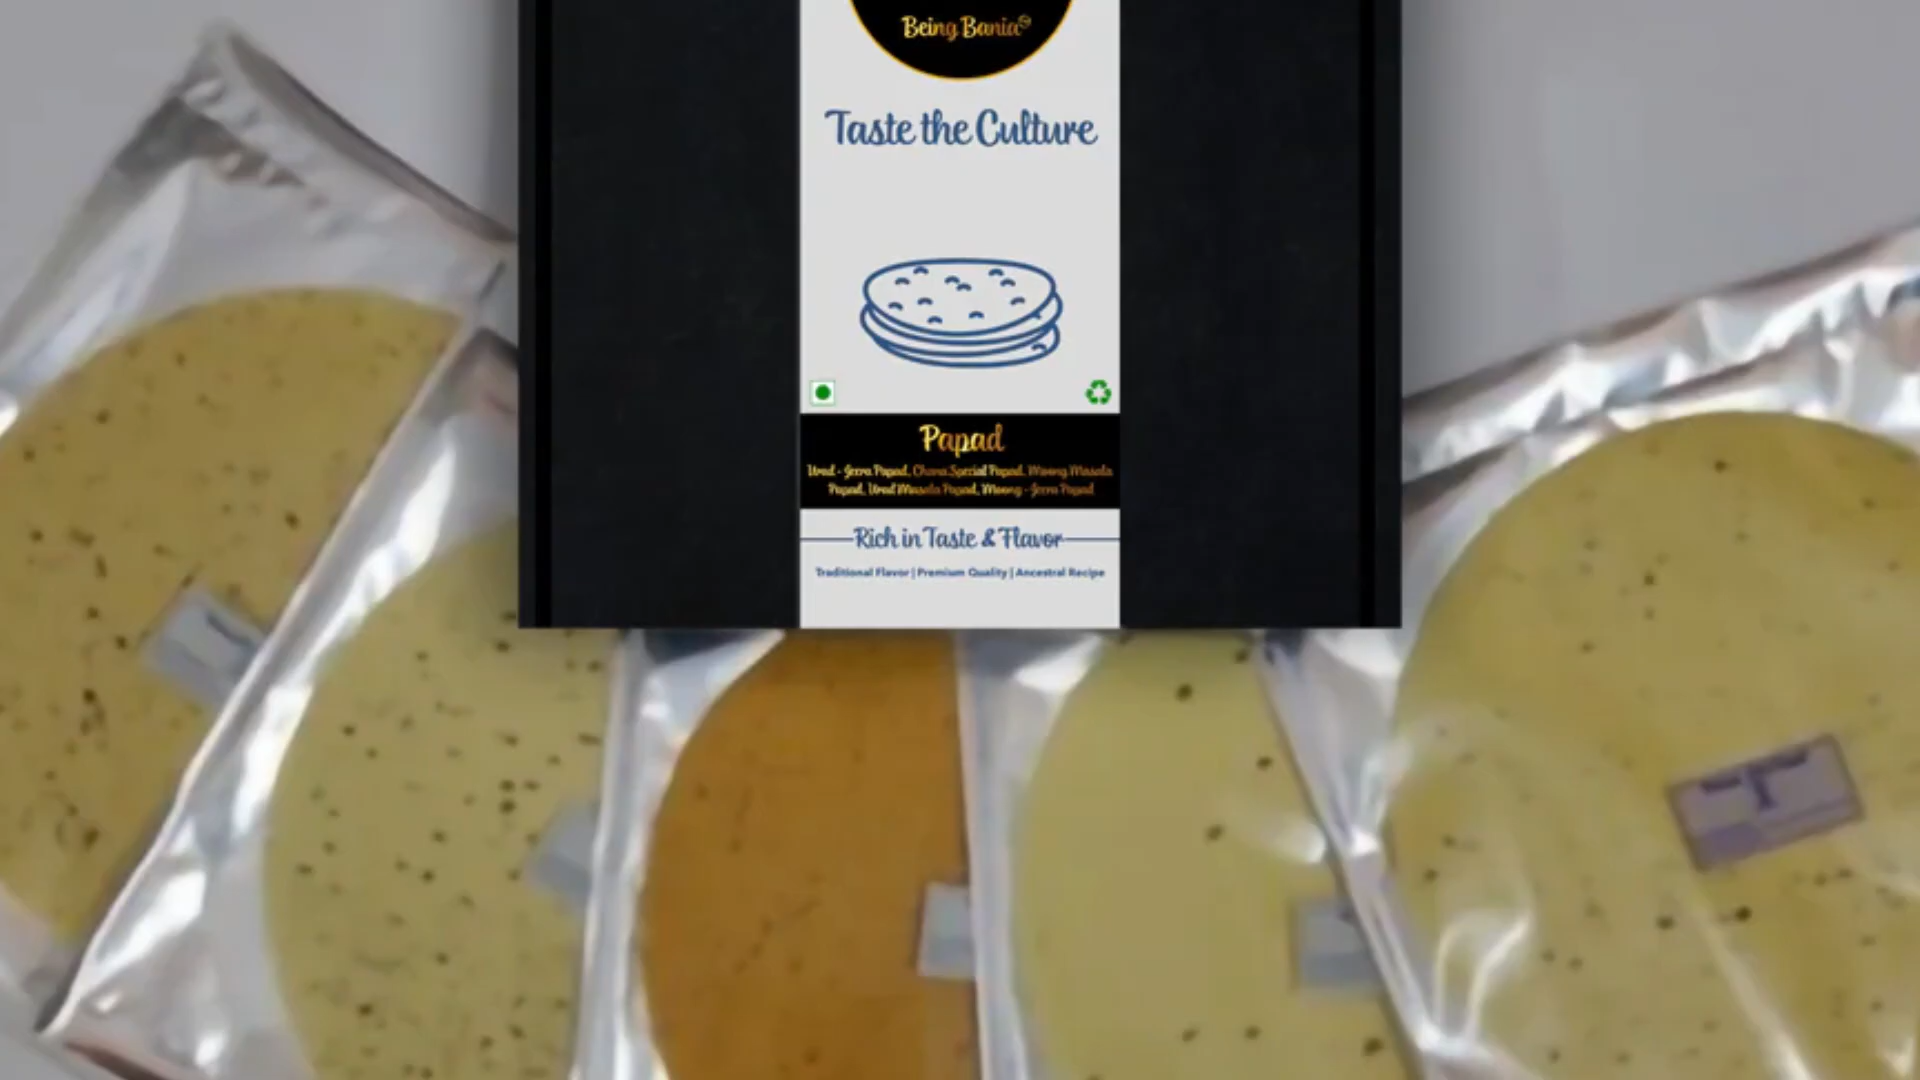 Being Bania
Taste the Culture
Papad
Urad - Jeera Papad, Chana Special Papad, Moong Masala
Papad, Urad Masala Papad, Moong - Jeera Papad
Rich in Taste & Flavor
Traditional Flavor | Premium Quality | Ancestral Recipe